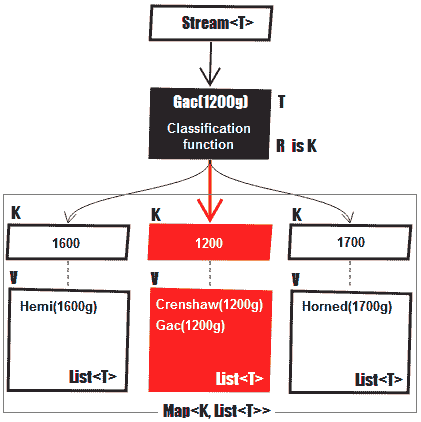 Stream<T>
Gac(1200g)
T
Classification
function
R is K
K
K
K
1600
1200
1700
V
V
V
Hemi(1600g)
Crenshaw(1200g)
Horned(1700g)
Gac(1200g)
List<T>
List<T>
List<T>
Map<K, List<T>>